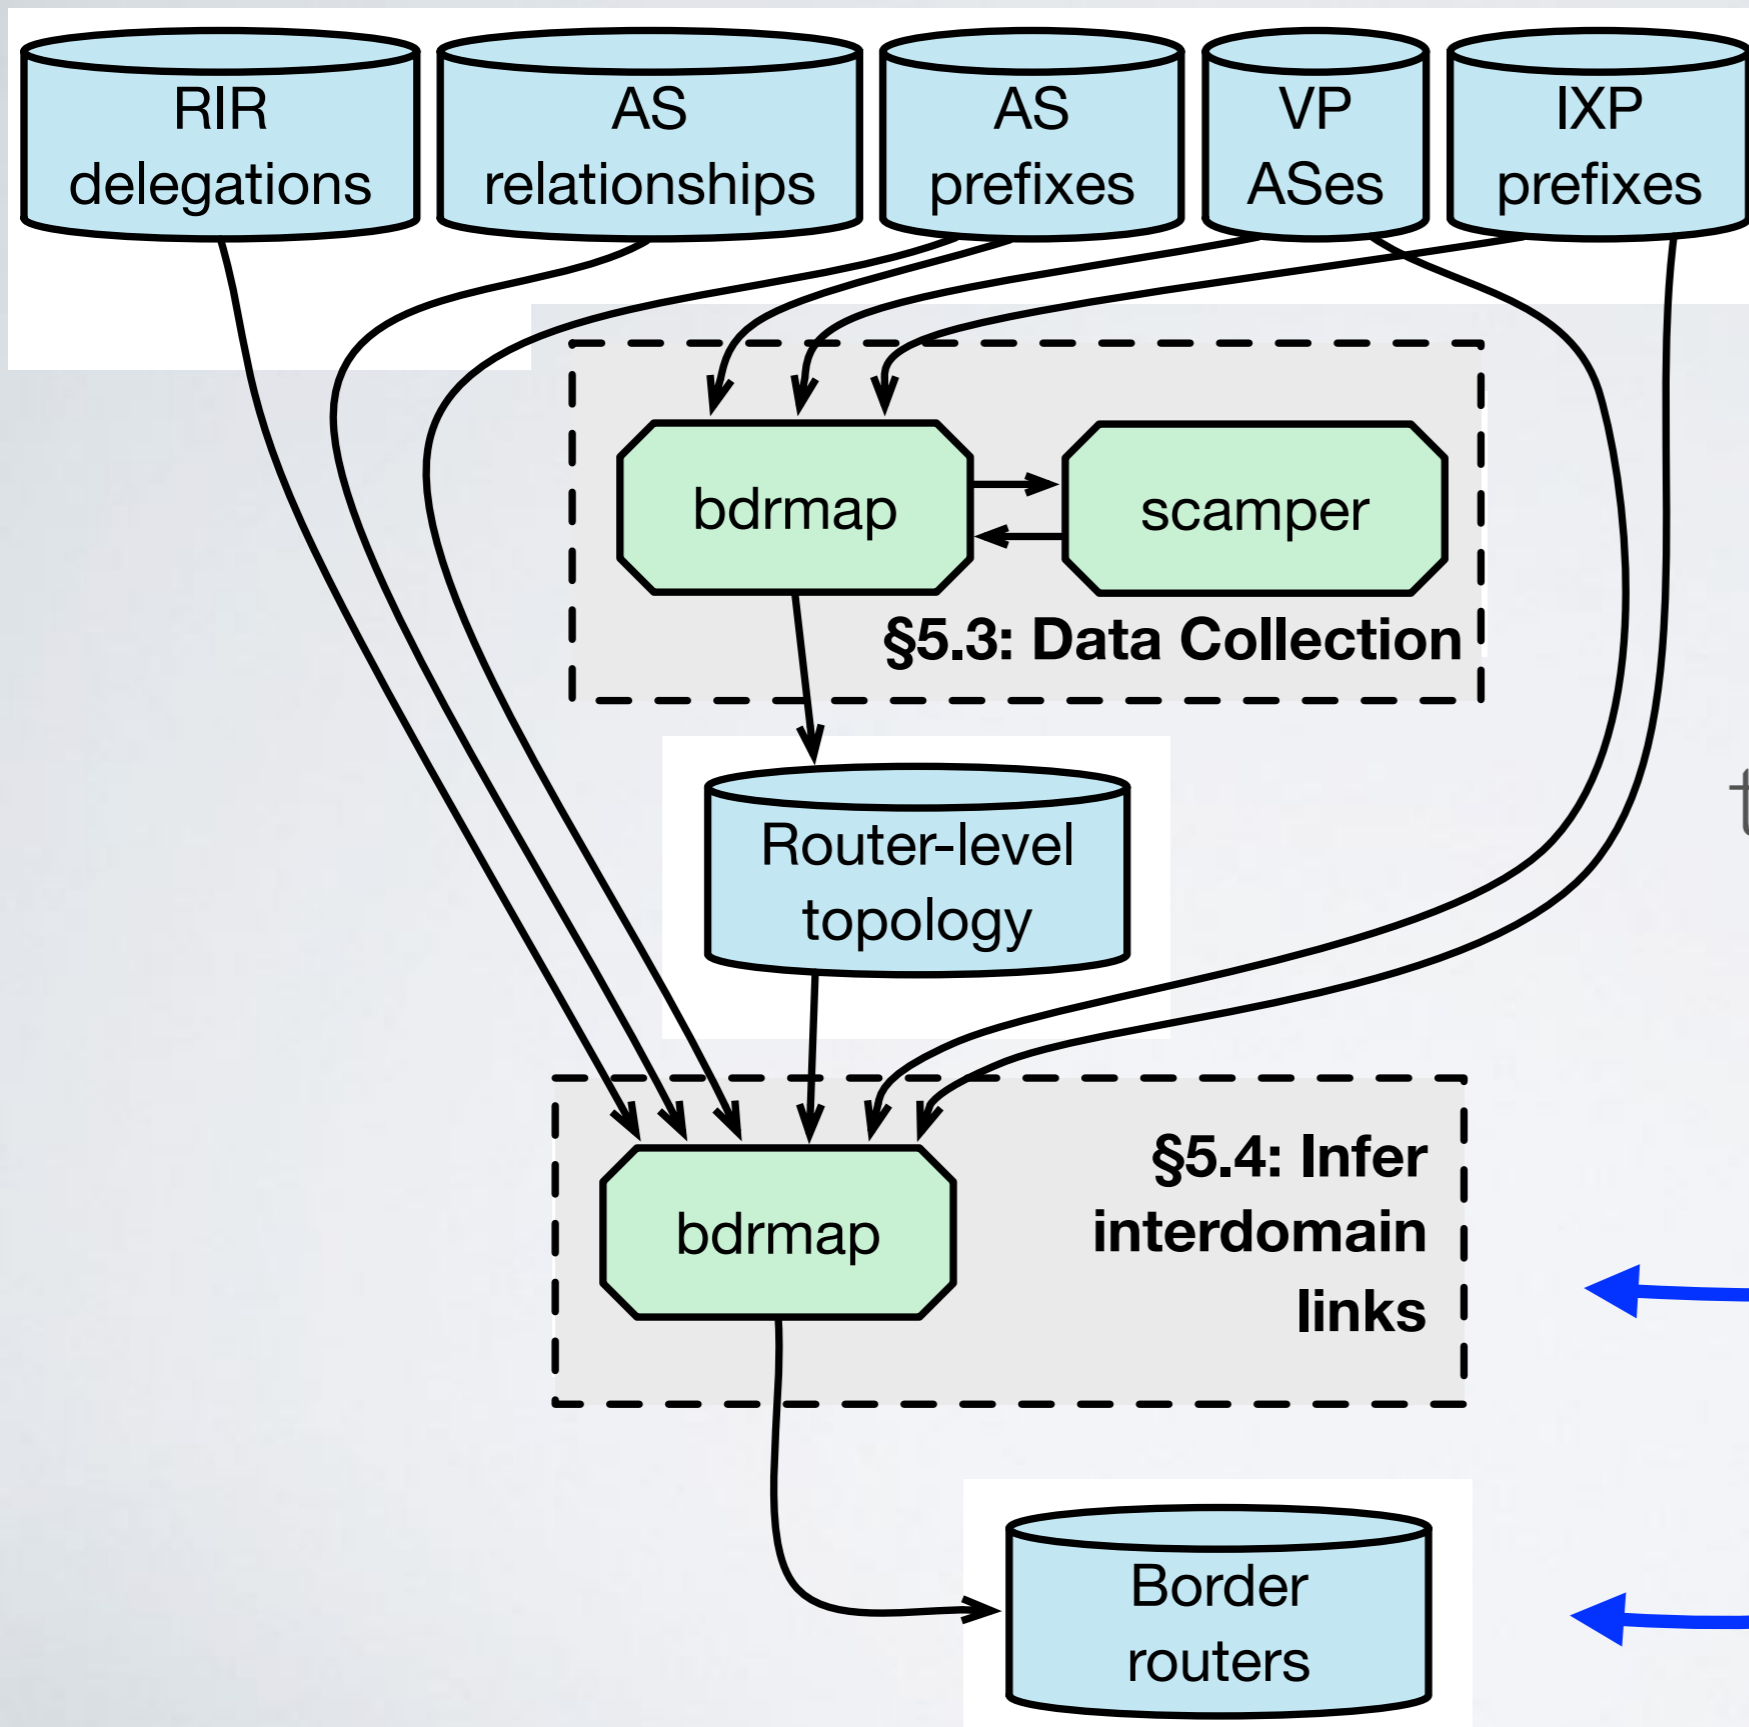 RIR
delegations
AS
relationships
AS
prefixes
VP
ASes
IXP
prefixes
bdrmap
scamper
§5.3: Data Collection
Router-level
topology
t
bdrmap
§5.4: Infer
interdomain
links
Border
routers